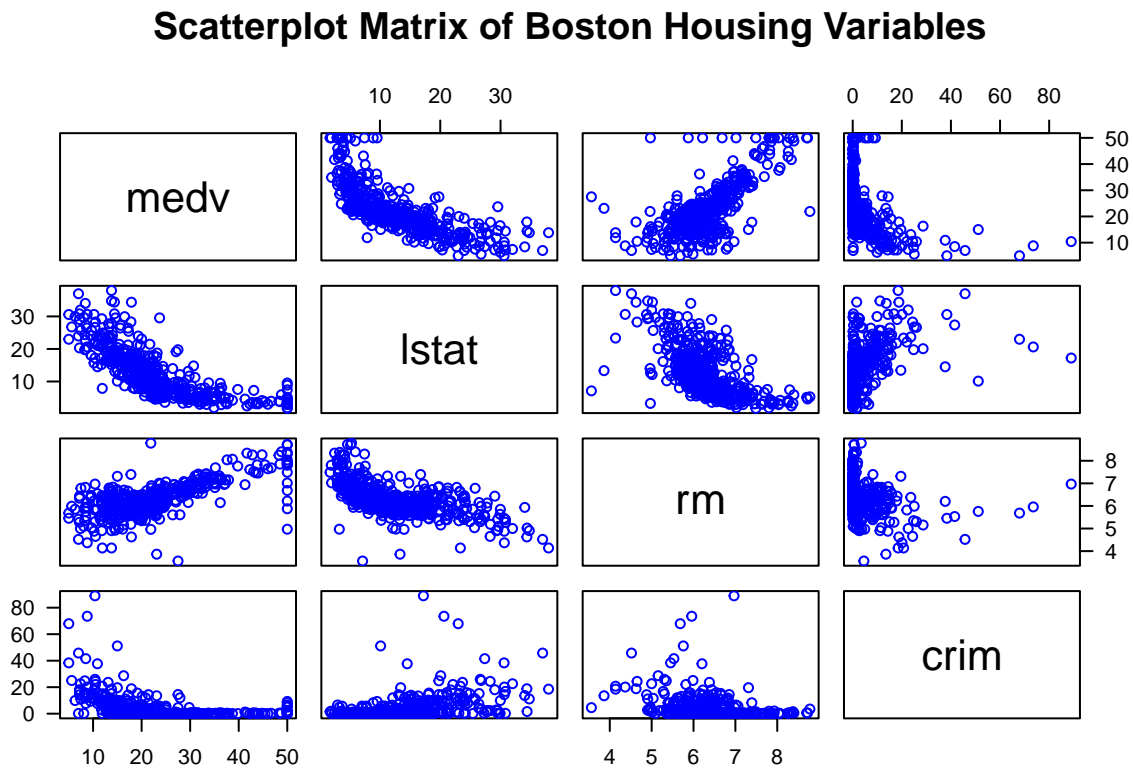 Scatterplot Matrix of Boston Housing Variables
10 20 30 0 20 40 60 80
medv
10 20 30 40 50
10 20 30
lstat
rm
4 5 6 7 8
0 20 40 60 80
crim
10 20 30 40 50 4 5 6 7 8